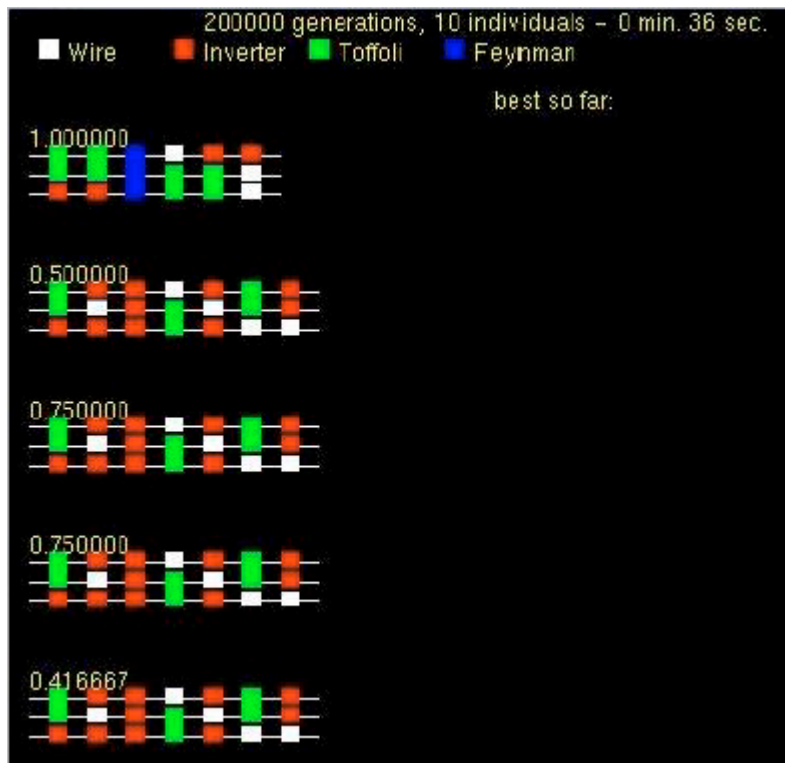 200000 generations, 10 individuals - 0 min. 36 sec.
Wire Inverter Toffoli Feynman
best so far:
1.000000
0.500000
0.750000
0.750000
0.416667